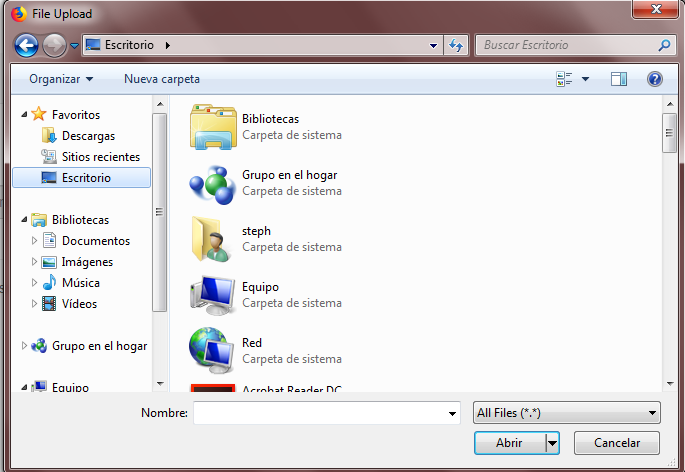 File Upload
Escritorio
Buscar Escritorio
Organizar
Nueva carpeta
Favoritos
Descargas
Sitios recientes
Escritorio
Bibliotecas
Documentos
Imágenes
Música
Vídeos
Grupo en el hogar
Equipo
Bibliotecas
Carpeta de sistema
Grupo en el hogar
Carpeta de sistema
steph
Carpeta de sistema
Equipo
Carpeta de sistema
Red
Carpeta de sistema
Acrobat Reader DC
Nombre:
All Files (*.*)
Abrir
Cancelar